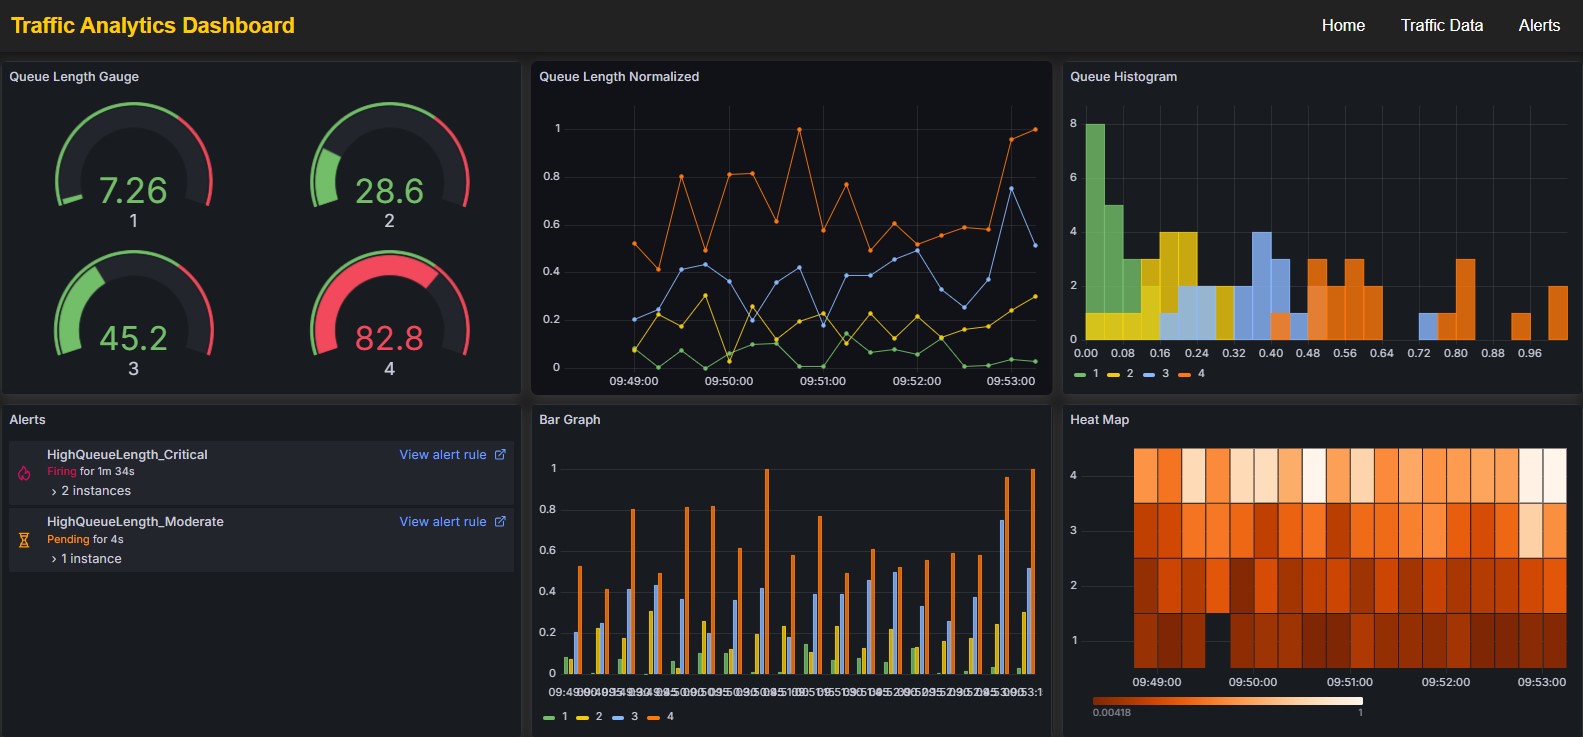 Traffic Analytics Dashboard
Home Traffic Data Alerts
Queue Length Gauge
7.26
1
28.6
2
45.2
3
82.8
4
Queue Length Normalized
1
0.8
0.6
0.4
0.2
0
09:49:00 09:50:00 09:51:00 09:52:00 09:53:00
Queue Histogram
8
6
4
2
0
0.00 0.08 0.16 0.24 0.32 0.40 0.48 0.56 0.64 0.72 0.80 0.88 0.96
1 2 3 4
Alerts
HighQueueLength_Critical View alert rule
Firing for 1m 34s
› 2 instances
HighQueueLength_Moderate View alert rule
Pending for 4s
› 1 instance
Bar Graph
1
0.8
0.6
0.4
0.2
0
1 2 3 4
Heat Map
4
3
2
1
09:49:00 09:50:00 09:51:00 09:52:00 09:53:00
0.00418 1